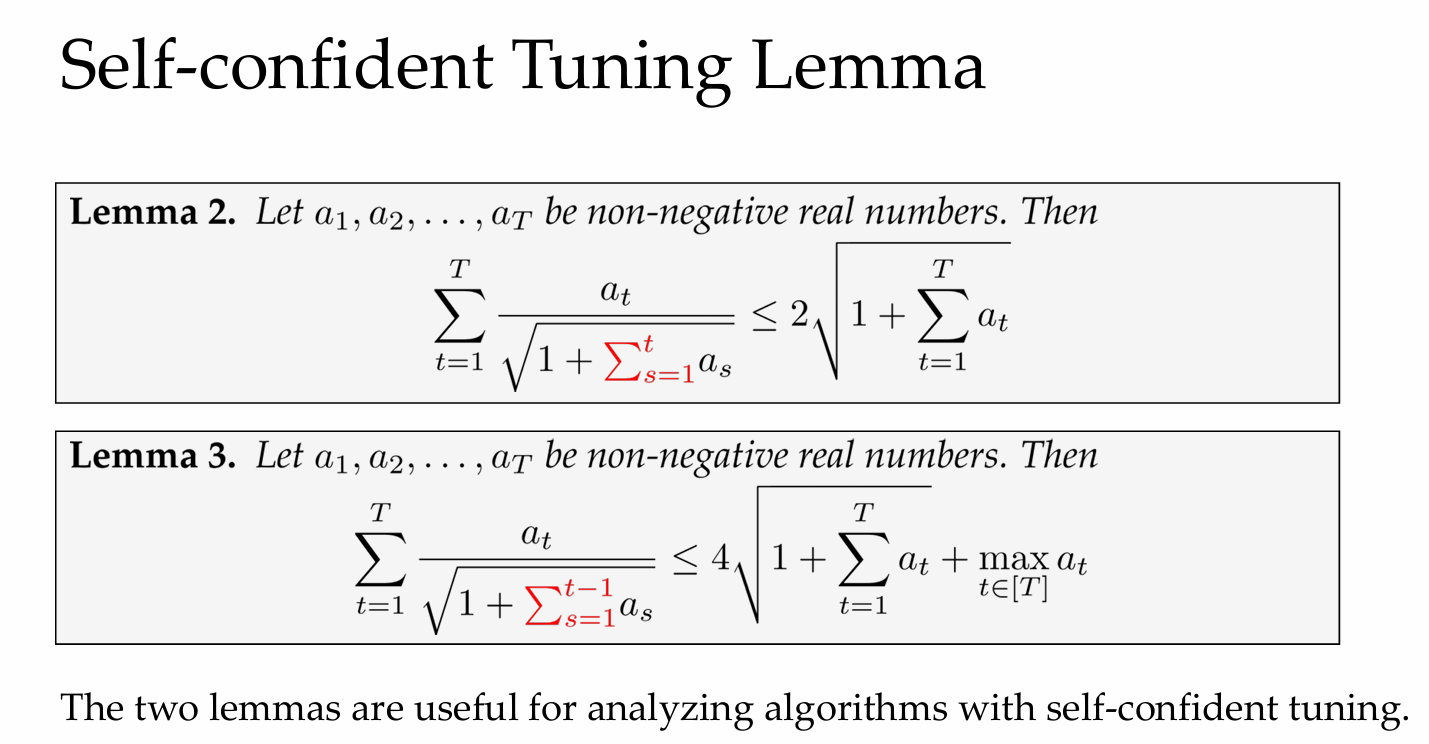 Self-confident Tuning Lemma
Lemma 2. Let $a_1, a_2, \ldots, a_T$ be non-negative real numbers. Then
$$\sum_{t=1}^{T} \frac{a_t}{\sqrt{1 + \sum_{s=1}^{t} a_s}} \leq 2\sqrt{1 + \sum_{t=1}^{T} a_t}$$
Lemma 3. Let $a_1, a_2, \ldots, a_T$ be non-negative real numbers. Then
$$\sum_{t=1}^{T} \frac{a_t}{\sqrt{1 + \sum_{s=1}^{t-1} a_s}} \leq 4\sqrt{1 + \sum_{t=1}^{T} a_t} + \max_{t \in [T]} a_t$$
The two lemmas are useful for analyzing algorithms with self-confident tuning.